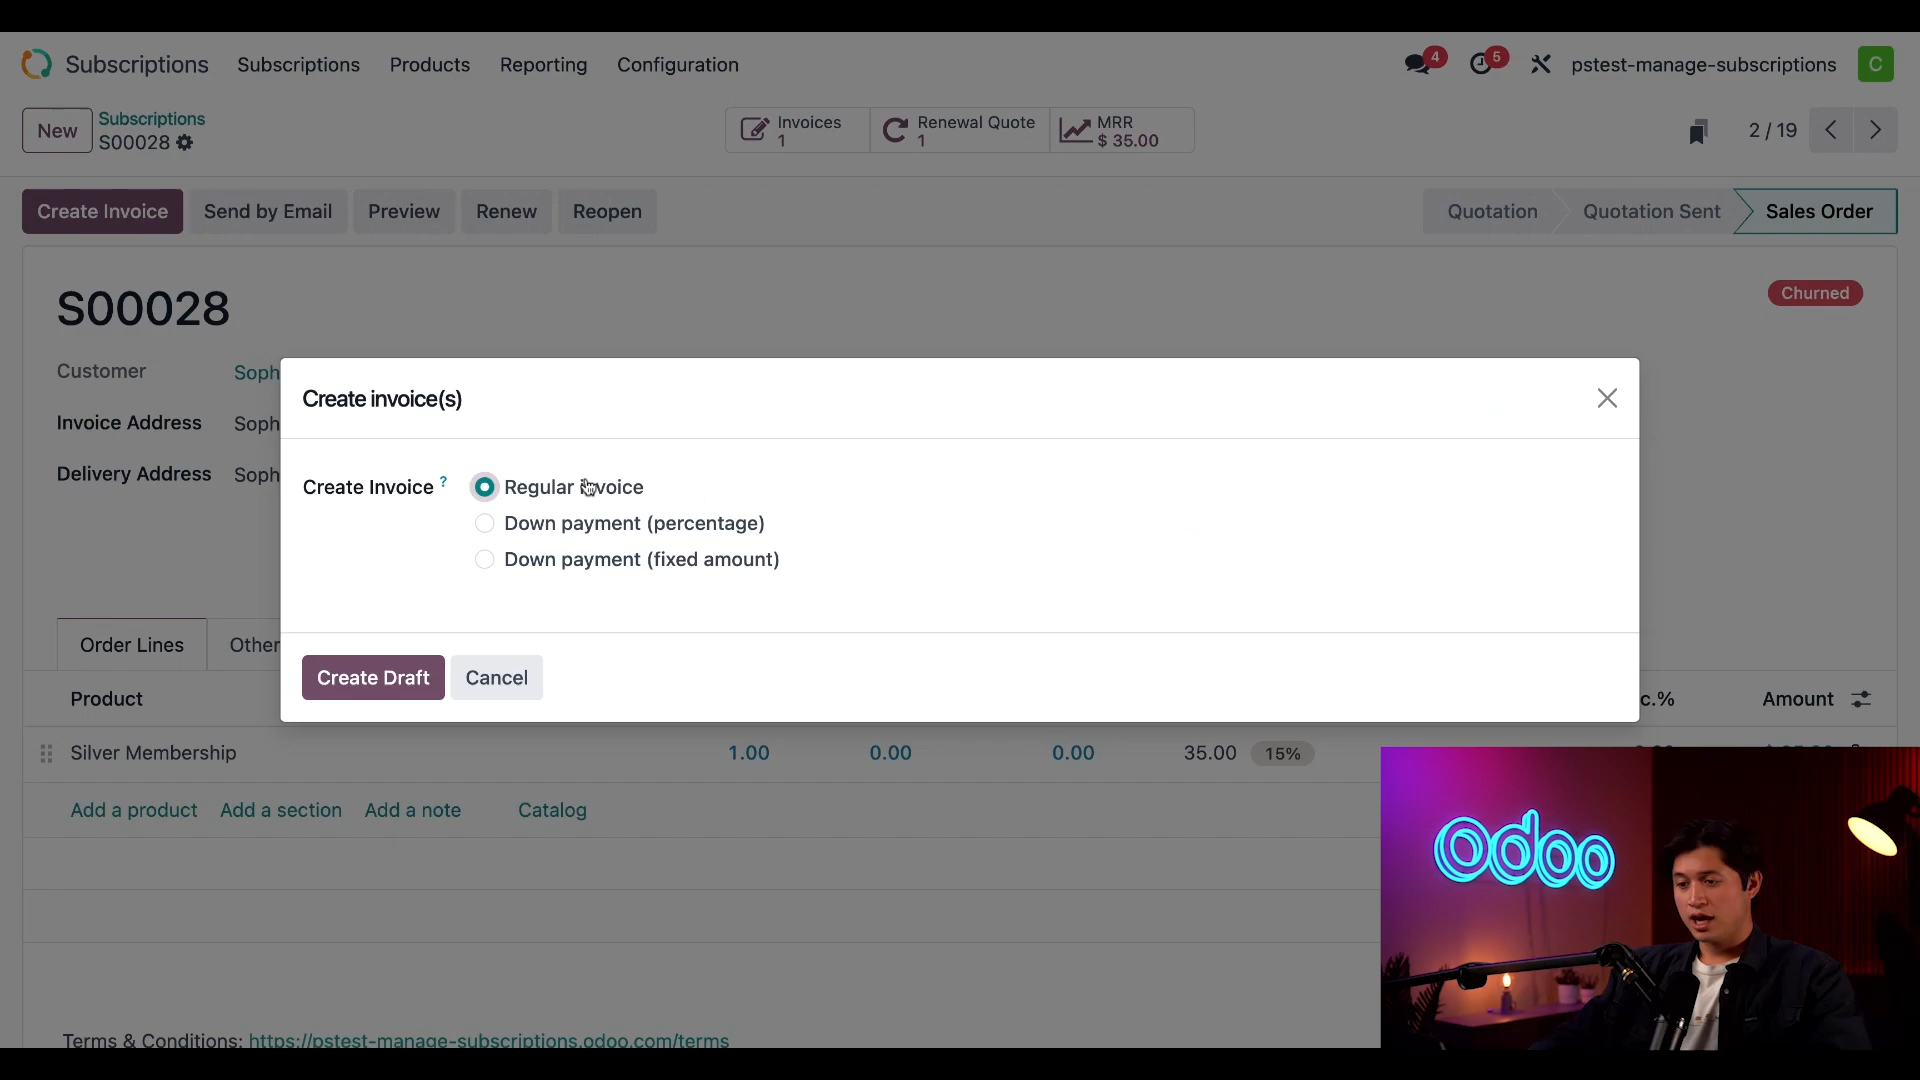 Subscriptions Subscriptions Products Reporting Configuration 4 5 pstest-manage-subscriptions C
New Subscriptions Invoices Renewal Quote MRR 2 / 19
S00028 1 1 $ 35.00
Create Invoice Send by Email Preview Renew Reopen Quotation Quotation Sent Sales Order
S00028 Churned
Customer Soph
Create invoice(s)
Invoice Address Soph
Delivery Address Soph
Create Invoice ? Regular invoice
Down payment (percentage)
Down payment (fixed amount)
Order Lines Other
Create Draft Cancel
Product c.% Amount
Silver Membership 1.00 0.00 0.00 35.00 15%
Add a product Add a section Add a note Catalog
odoo
Terms & Conditions: https://pstest-manage-subscriptions.odoo.com/terms